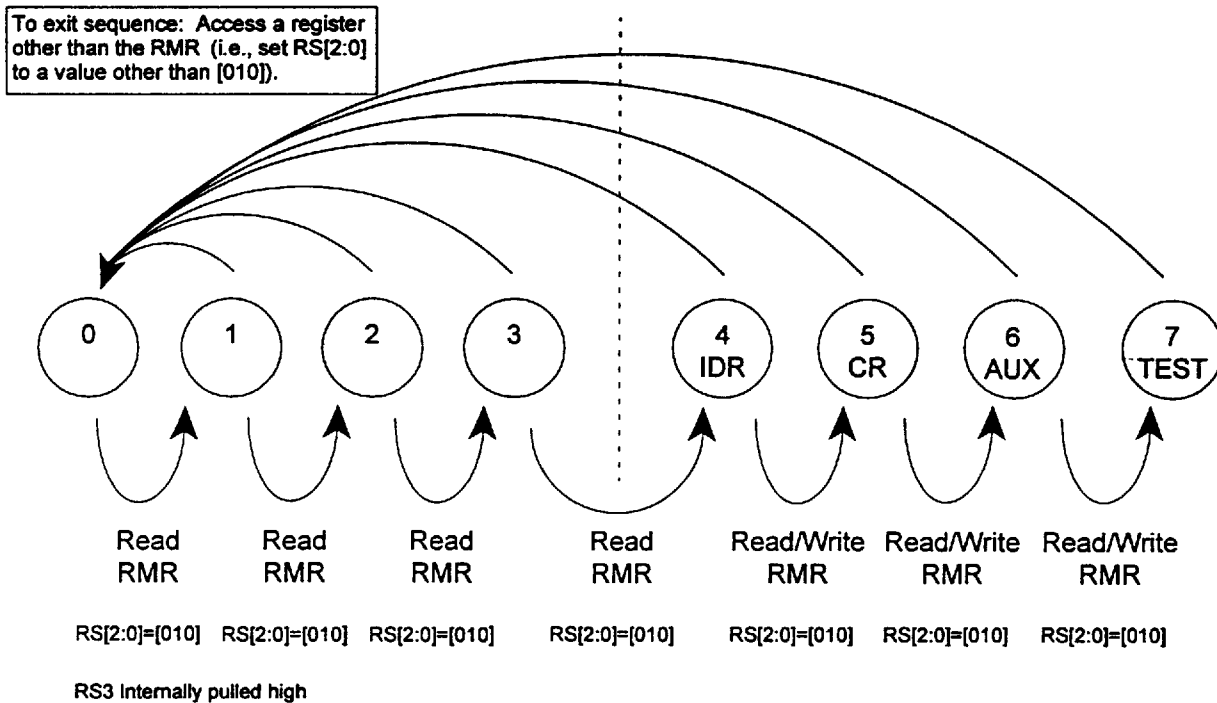 To exit sequence: Access a register
other than the RMR (i.e., set RS[2:0]
to a value other than [010]).
0 1 2 3 4 5 6 7
IDR CR AUX TEST
Read Read Read Read Read/Write Read/Write Read/Write
RMR RMR RMR RMR RMR RMR RMR
RS[2:0]=[010] RS[2:0]=[010] RS[2:0]=[010] RS[2:0]=[010] RS[2:0]=[010] RS[2:0]=[010] RS[2:0]=[010]
RS3 Internally pulled high